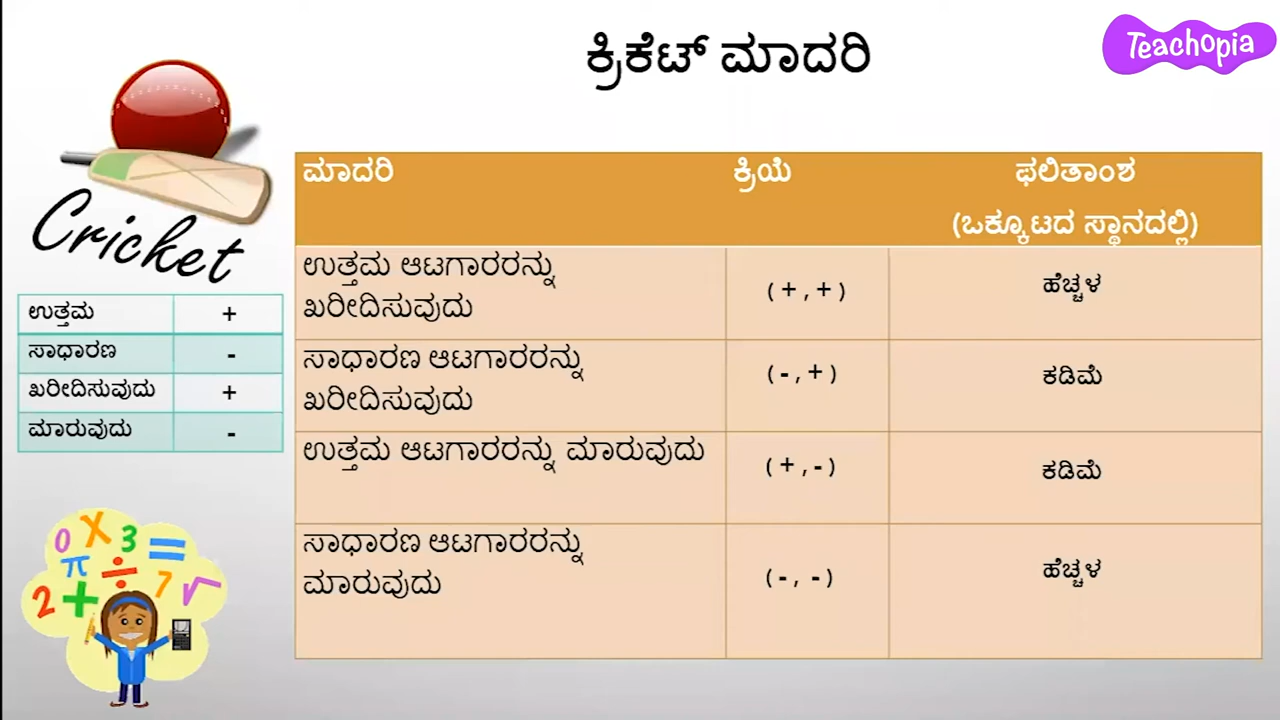 ಕ್ರಿಕೆಟ್ ಮಾದರಿ
Teachopia
Cricket
ಉತ್ತಮ +
ಸಾಧಾರಣ -
ಖರೀದಿಸುವುದು +
ಮಾರುವುದು -
ಮಾದರಿ ಕ್ರಿಯೆ ಫಲಿತಾಂಶ
(ಒಕ್ಕೂಟದ ಸ್ಥಾನದಲ್ಲಿ)
ಉತ್ತಮ ಆಟಗಾರರನ್ನು
ಖರೀದಿಸುವುದು (+,+) ಹೆಚ್ಚಳ
ಸಾಧಾರಣ ಆಟಗಾರರನ್ನು
ಖರೀದಿಸುವುದು (-,+) ಕಡಿಮೆ
ಉತ್ತಮ ಆಟಗಾರರನ್ನು ಮಾರುವುದು (+,-) ಕಡಿಮೆ
ಸಾಧಾರಣ ಆಟಗಾರರನ್ನು
ಮಾರುವುದು (-,-) ಹೆಚ್ಚಳ
0 X 3 =
π ÷ 7 √
2 +